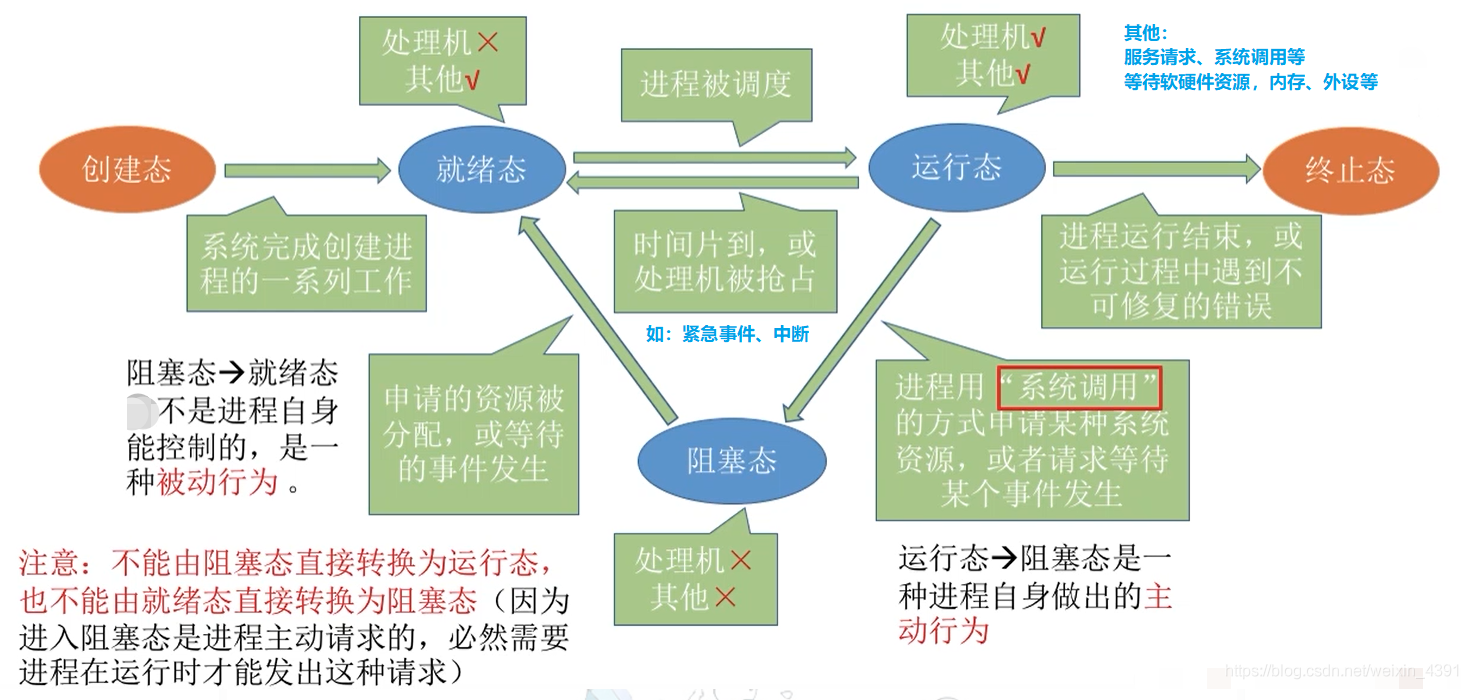 处理机×
其他√
进程被调度
处理机√
其他√
其他：
服务请求、系统调用等
等待软硬件资源，内存、外设等
创建态
就绪态
运行态
终止态
系统完成创建进
程的一系列工作
时间片到，或
处理机被抢占
如：紧急事件、中断
进程运行结束，或
运行过程中遇到不
可修复的错误
阻塞态→就绪态
不是进程自身
能控制的，是一
种被动行为 。
申请的资源被
分配，或等待
的事件发生
阻塞态
进程用“系统调用”
的方式申请某种系统
资源，或者请求等待
某个事件发生
处理机×
其他×
注意：不能由阻塞态直接转换为运行态，
也不能由就绪态直接转换为阻塞态（因为
进入阻塞态是进程主动请求的，必然需要
进程在运行时才能发出这种请求）
运行态→阻塞态是一
种进程自身做出的主
动行为
https://blog.csdn.net/weixin_4391